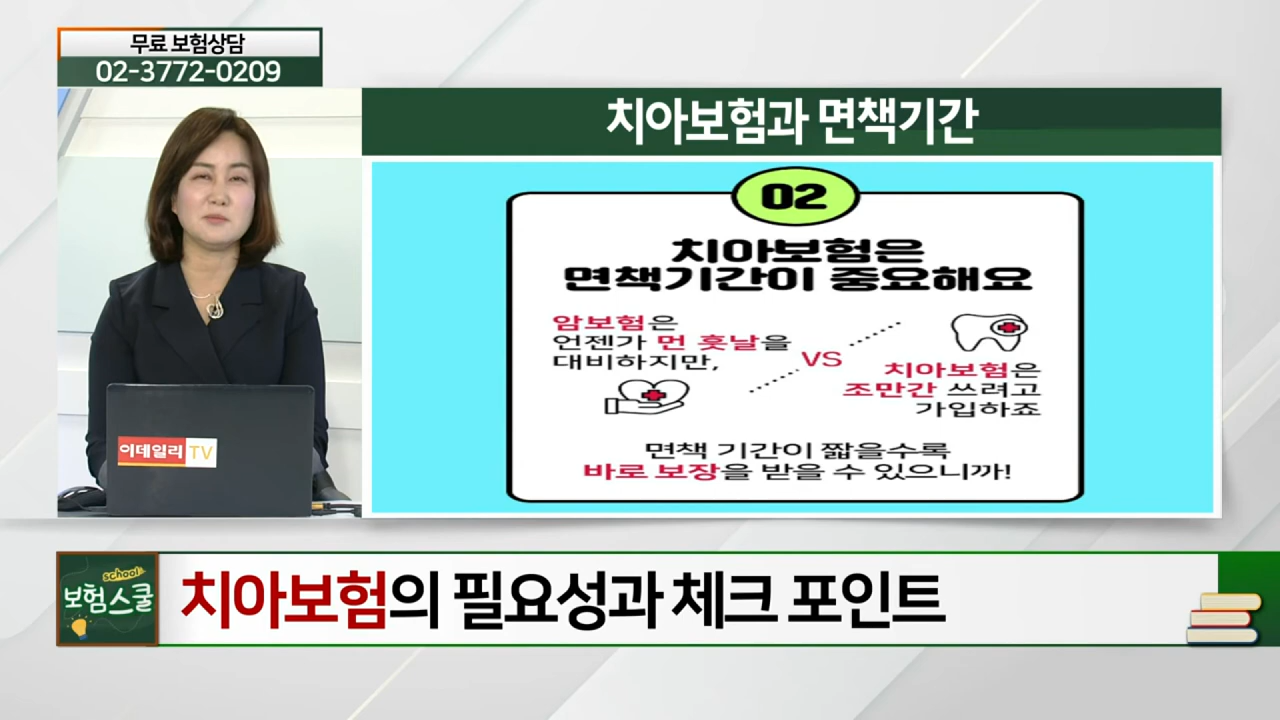 무료 보험상담
02-3772-0209
치아보험과 면책기간
02
치아보험은
면책기간이 중요해요
암보험은
언젠가 먼 훗날을
대비하지만,
VS
치아보험은
조만간 쓰려고
가입하죠
면책 기간이 짧을수록
바로 보장을 받을 수 있으니까!
이데일리 TV
school
보험스쿨
치아보험의 필요성과 체크 포인트